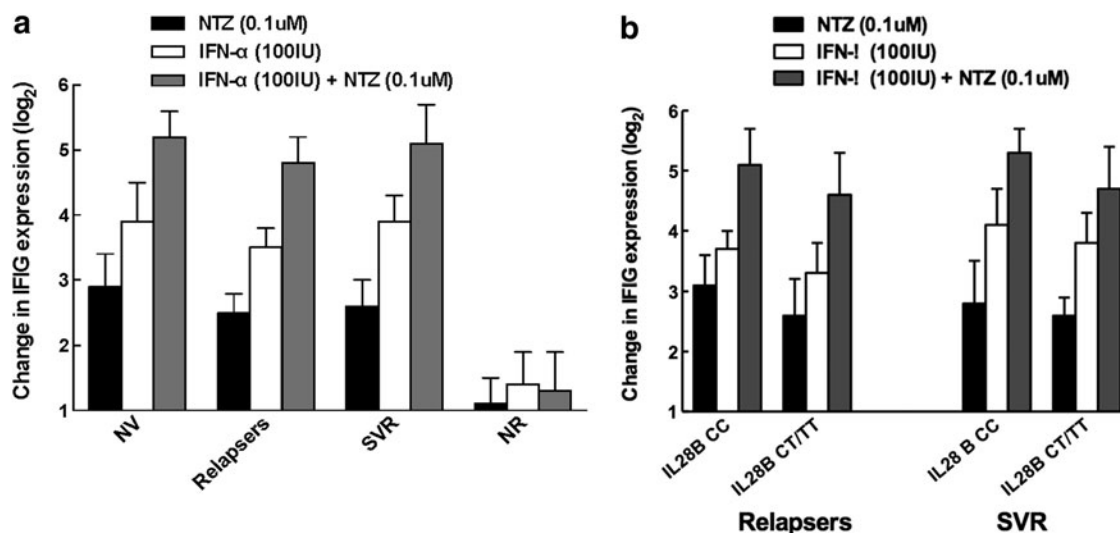 a
NTZ (0.1uM)
IFN-α (100IU)
IFN-α (100IU) + NTZ (0.1uM)
Change in IFIG expression (log2)
6
5
4
3
2
1
NV
Relapsers
SVR
NR
b
NTZ (0.1uM)
IFN-! (100IU)
IFN-! (100IU) + NTZ (0.1uM)
Change in IFIG expression (log2)
6
5
4
3
2
1
IL28B CC
IL28B CT/TT
IL28 B CC
IL28B CT/TT
Relapsers
SVR